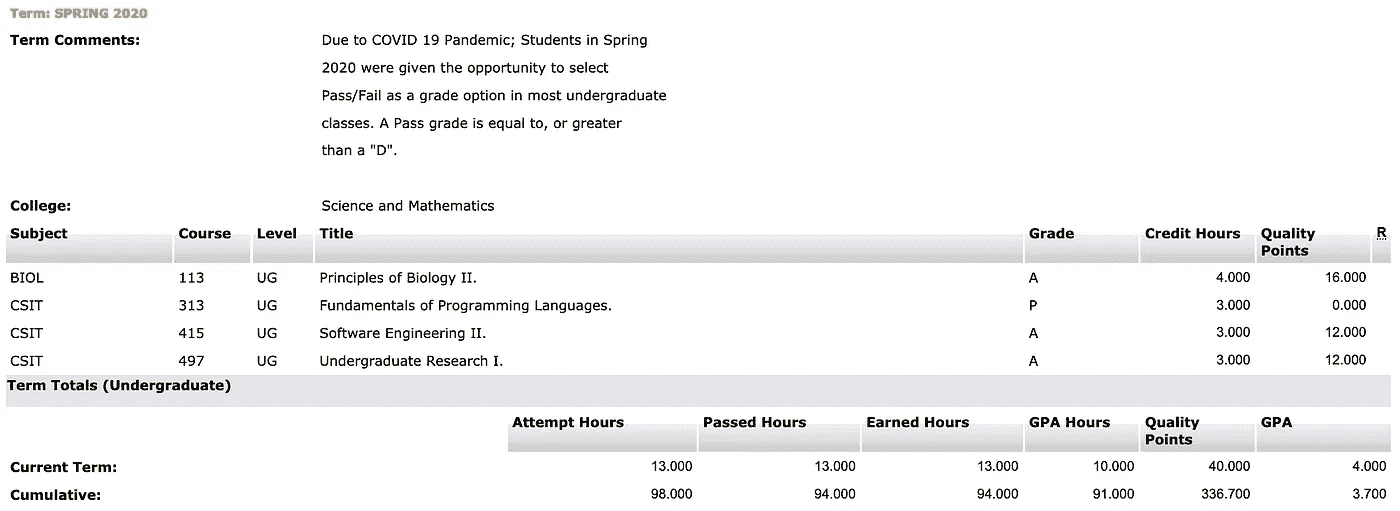 Term: SPRING 2020
Term Comments: Due to COVID 19 Pandemic; Students in Spring
2020 were given the opportunity to select
Pass/Fail as a grade option in most undergraduate
classes. A Pass grade is equal to, or greater
than a "D".
College: Science and Mathematics
Subject Course Level Title Grade Credit Hours Quality Points R
BIOL 113 UG Principles of Biology II. A 4.000 16.000
CSIT 313 UG Fundamentals of Programming Languages. P 3.000 0.000
CSIT 415 UG Software Engineering II. A 3.000 12.000
CSIT 497 UG Undergraduate Research I. A 3.000 12.000
Term Totals (Undergraduate)
Attempt Hours Passed Hours Earned Hours GPA Hours Quality Points GPA
Current Term: 13.000 13.000 13.000 10.000 40.000 4.000
Cumulative: 98.000 94.000 94.000 91.000 336.700 3.700